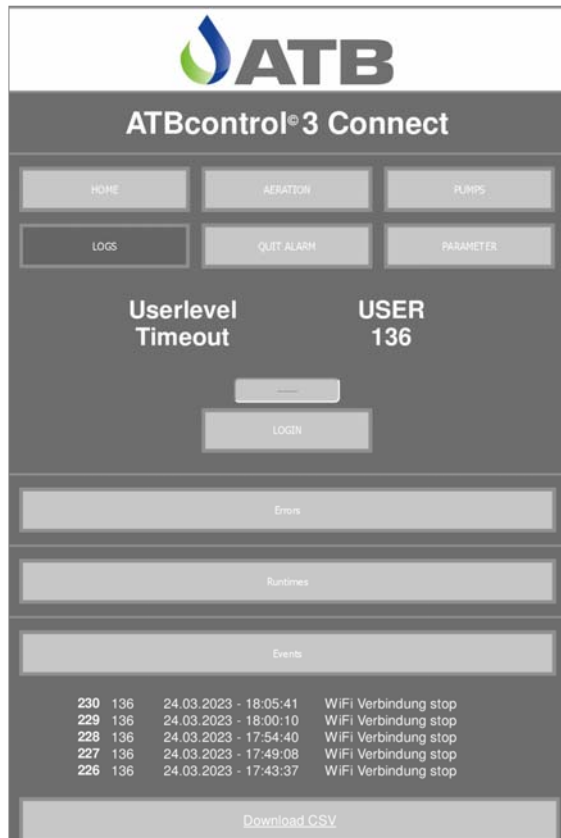 ATB
ATBcontrol© 3 Connect
HOME AERATION PUMPS
LOGS QUIT ALARM PARAMETER
Userlevel USER
Timeout 136
----
LOGIN
Errors
Runtimes
Events
230 136 24.03.2023 - 18:05:41 WiFi Verbindung stop
229 136 24.03.2023 - 18:00:10 WiFi Verbindung stop
228 136 24.03.2023 - 17:54:40 WiFi Verbindung stop
227 136 24.03.2023 - 17:49:08 WiFi Verbindung stop
226 136 24.03.2023 - 17:43:37 WiFi Verbindung stop
Download CSV